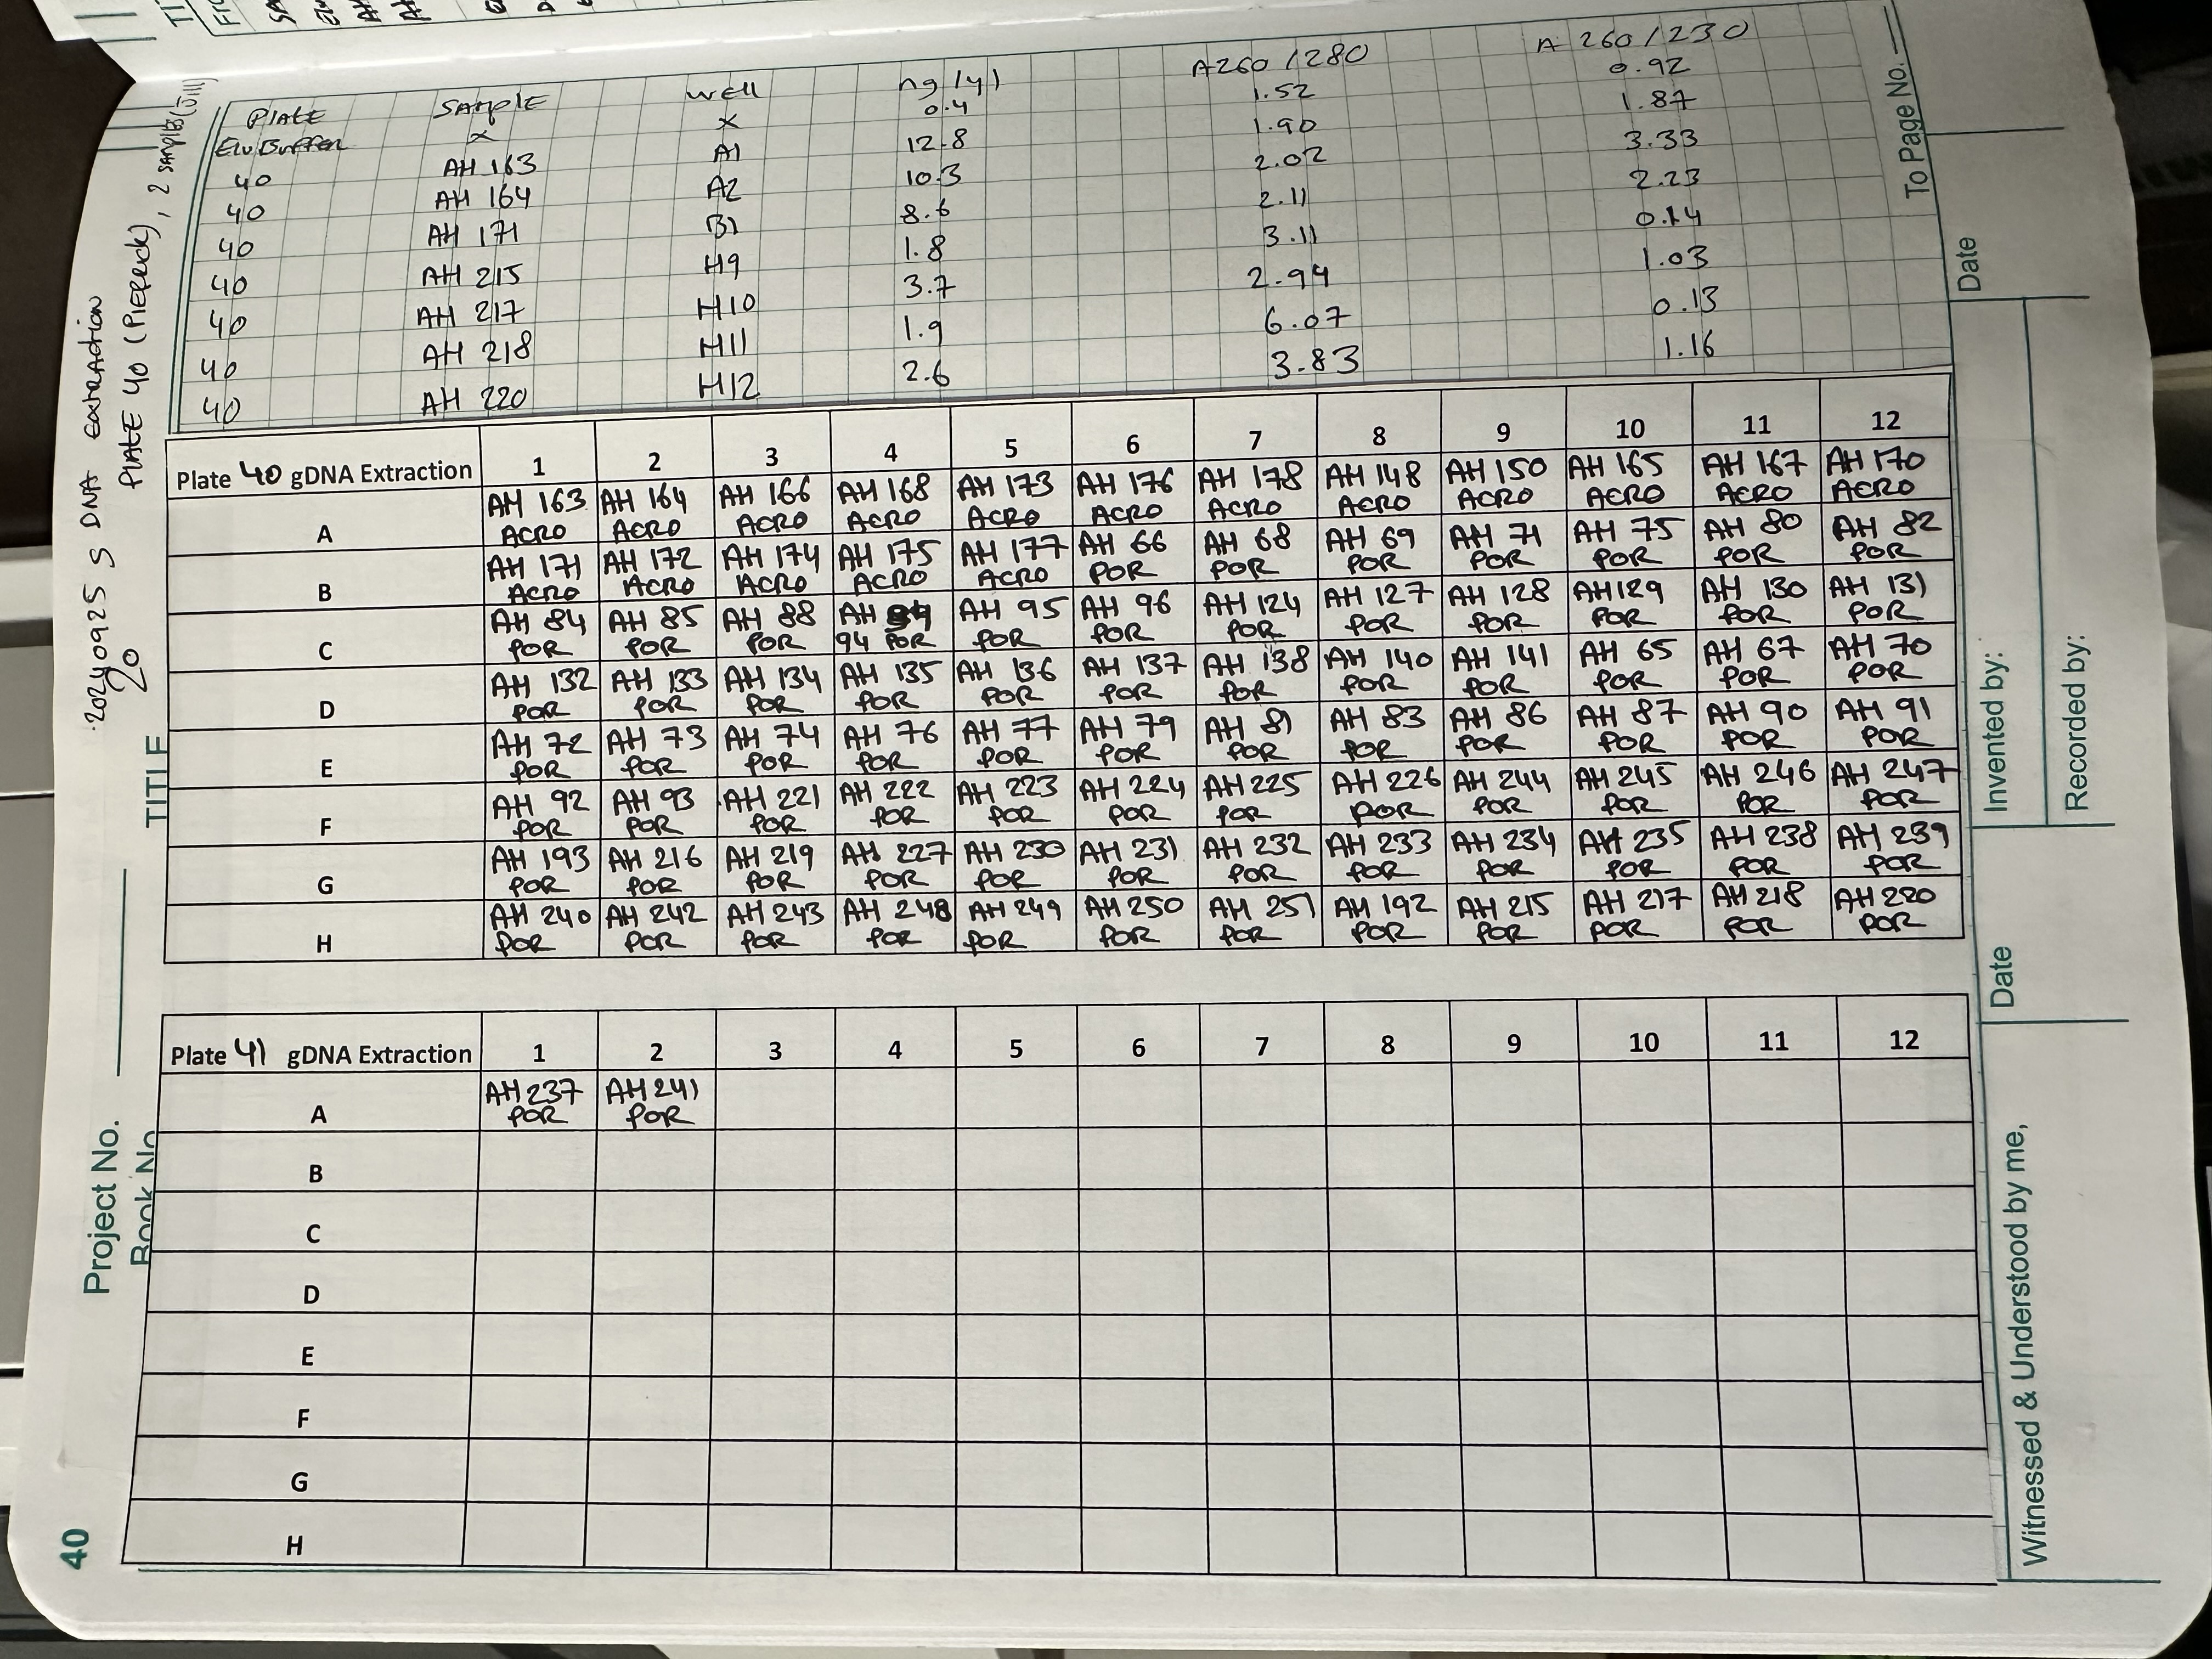 40
Project No.
Book No
TITLE
20240925 S DNA Extraction
20 PLATE 40 (PIERRICK), 2 samples
To Page No.
Plate Sample Well ng/µl A260/280 A 260/230
Elu Buffer x x 0.4 1.52 0.92
40 AH 163 A1 12.8 1.90 1.87
40 AH 164 A2 10.3 2.02 3.33
40 AH 171 B1 8.6 2.11 2.23
40 AH 215 H9 1.8 3.11 0.14
40 AH 217 H10 3.7 2.94 1.03
40 AH 218 H11 1.9 6.07 0.13
40 AH 220 H12 2.6 3.83 1.16
Plate 40 gDNA Extraction 1 2 3 4 5 6 7 8 9 10 11 12
A AH 163 ACRO AH 164 ACRO AH 166 ACRO AH 168 ACRO AH 173 ACRO AH 176 ACRO AH 178 ACRO AH 148 ACRO AH 150 ACRO AH 165 ACRO AH 167 ACRO AH 170 ACRO
B AH 171 ACRO AH 172 ACRO AH 174 ACRO AH 175 ACRO AH 177 ACRO AH 66 POR AH 68 POR AH 69 POR AH 71 POR AH 75 POR AH 80 POR AH 82 POR
C AH 84 POR AH 85 POR AH 88 POR AH 94 POR AH 95 POR AH 96 POR AH 124 POR AH 127 POR AH 128 POR AH129 POR AH 130 POR AH 131 POR
D AH 132 POR AH 133 POR AH 134 POR AH 135 POR AH 136 POR AH 137 POR AH 138 POR AH 140 POR AH 141 POR AH 65 POR AH 67 POR AH 70 POR
E AH 72 POR AH 73 POR AH 74 POR AH 76 POR AH 77 POR AH 79 POR AH 81 POR AH 83 POR AH 86 POR AH 87 POR AH 90 POR AH 91 POR
F AH 92 POR AH 93 POR AH 221 POR AH 222 POR AH 223 POR AH 224 POR AH 225 POR AH 226 POR AH 244 POR AH 245 POR AH 246 POR AH 247 POR
G AH 193 POR AH 216 POR AH 219 POR AH 227 POR AH 230 POR AH 231 POR AH 232 POR AH 233 POR AH 234 POR AH 235 POR AH 238 POR AH 239 POR
H AH 240 POR AH 242 POR AH 243 POR AH 248 POR AH 249 POR AH 250 POR AH 251 POR AH 192 POR AH 215 POR AH 217 POR AH 218 POR AH 220 POR
Plate 41 gDNA Extraction 1 2 3 4 5 6 7 8 9 10 11 12
A AH 237 POR AH 241 POR
B
C
D
E
F
G
H
Witnessed & Understood by me,
Date
Invented by:
Recorded by:
Date